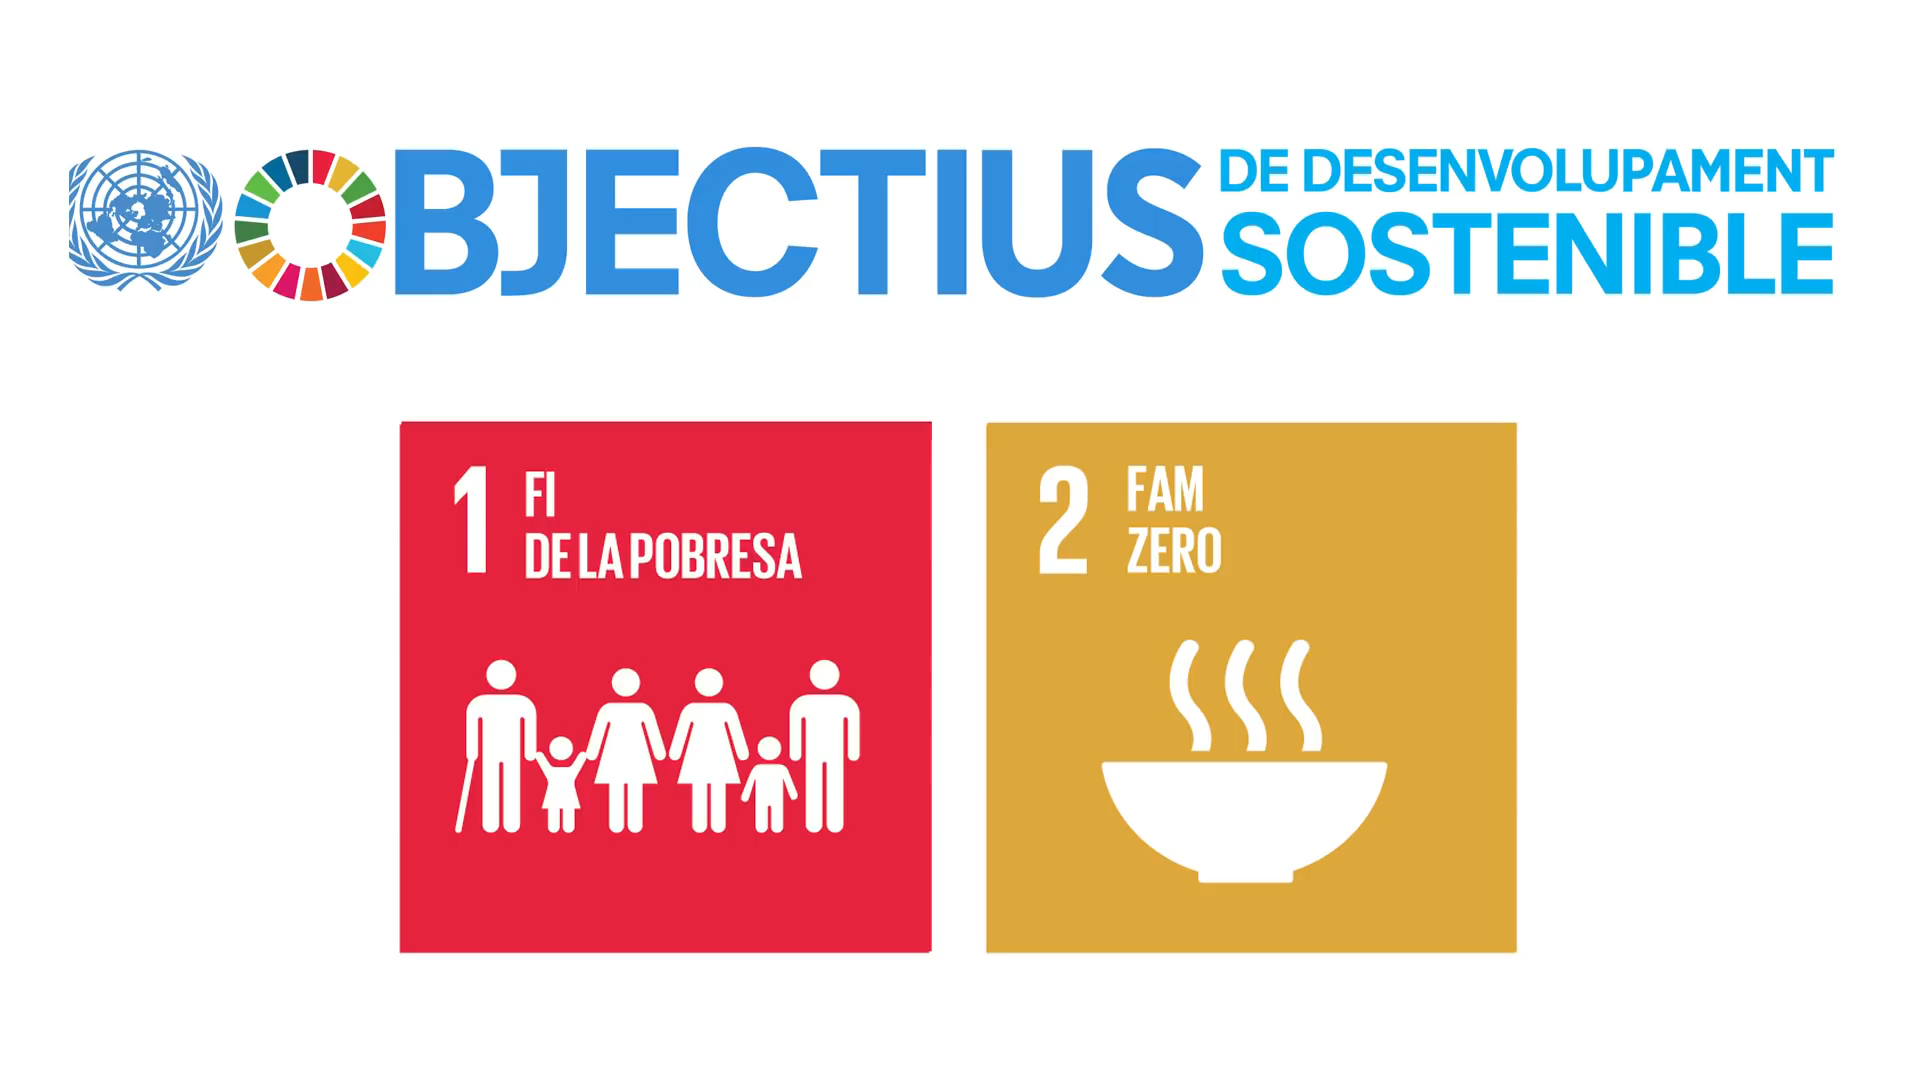 OBJECTIUS
DE DESENVOLUPAMENT
SOSTENIBLE
1 FI
DE LA POBRESA
2 FAM
ZERO